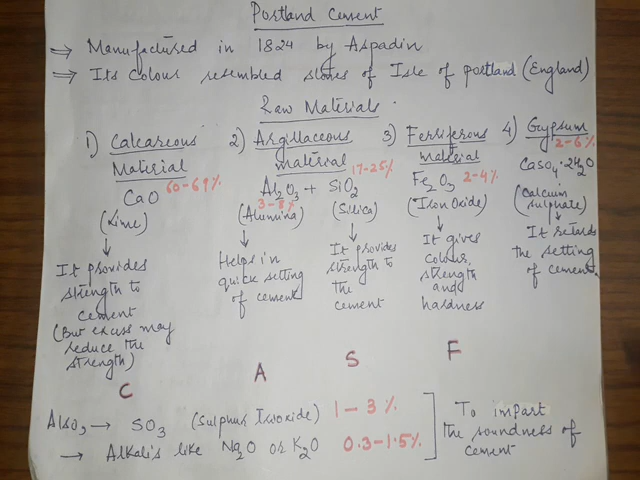 Portland Cement
⇒ Manufactured in 1824 by Aspadin
⇒ Its colour resembled stones of Isle of portland (England)
Raw Materials
1) Calcareous Material
CaO 60-69%
(Lime)
↓
It provides
strength to
cement
(But excess may
reduce the
strength)
C
2) Argillaceous
material
Al2O3 + SiO2 17-25%
3-8%
(Alumina) (Silica)
↓
Helps in
quick setting
of cement
A
↓
It provides
strength to
the
cement
S
3) Ferriferous
material
Fe2O3 2-4%
(Iron Oxide)
↓
It gives
colour,
strength
and
hardness
F
4) Gypsum
2-6%
CaSO4·2H2O
(Calcium
sulphate)
↓
It retards
the setting
of cement
Also, → SO3 (Sulphur Trioxide) 1-3%
→ Alkali's like Na2O or K2O 0.3-1.5%
To impart
the soundness of
cement